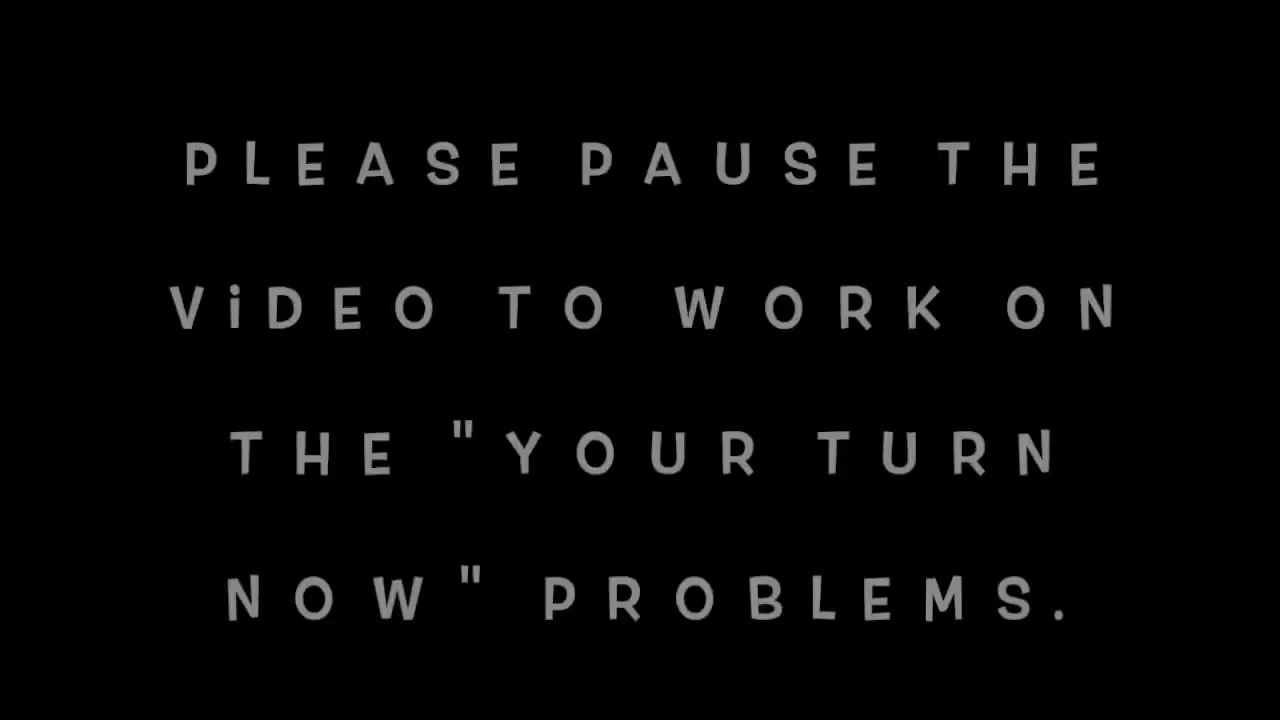 PLEASE PAUSE THE
ViDEO TO WORK ON
THE "YOUR TURN
NOW" PROBLEMS.